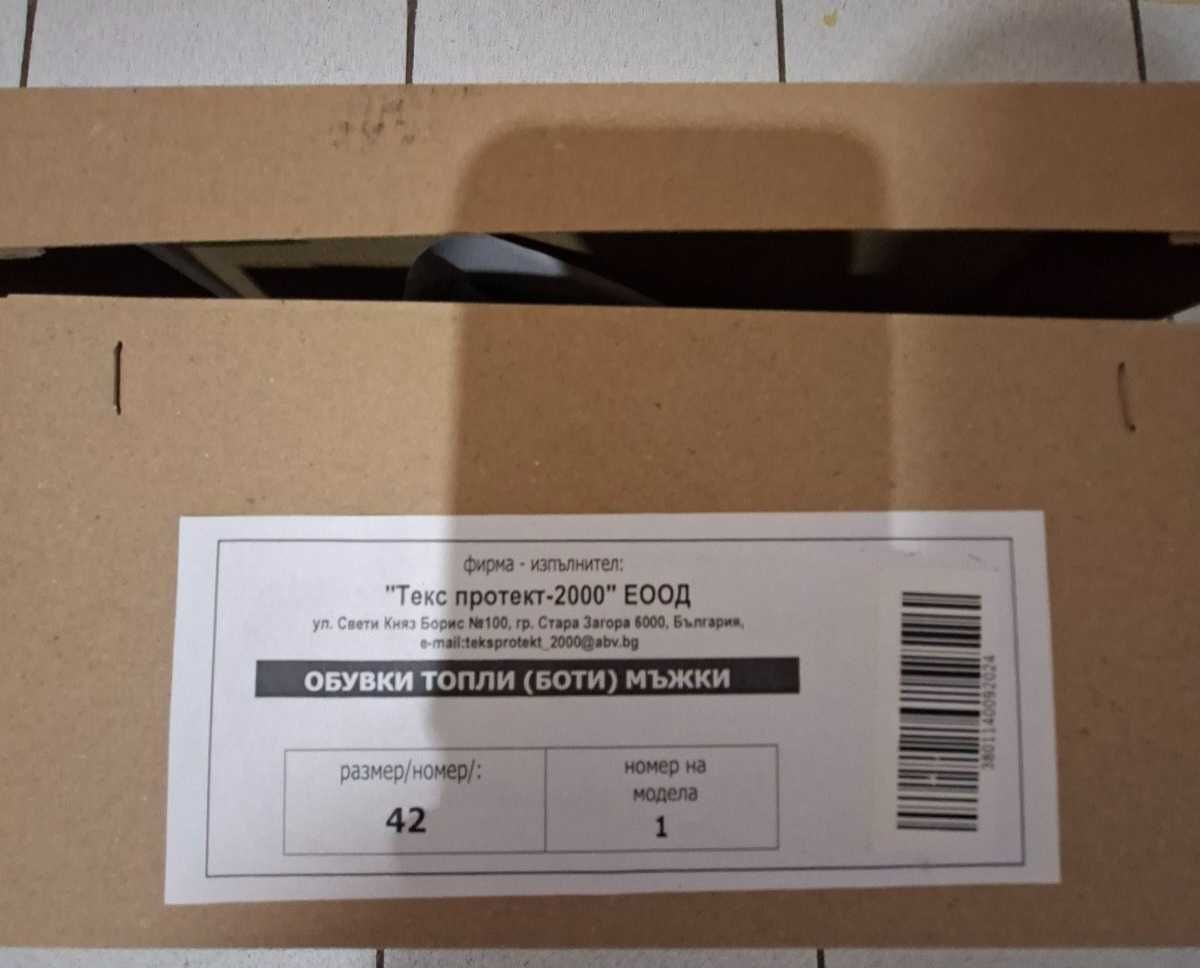 фирма - изпълнител:
"Текс протект-2000" ЕООД
ул. Свети Княз Борис №100, гр. Стара Загора 6000, България,
e-mail:teksprotekt_2000@abv.bg
ОБУВКИ ТОПЛИ (БОТИ) МЪЖКИ
размер/номер/:
42
номер на
модела
1
3801140092024